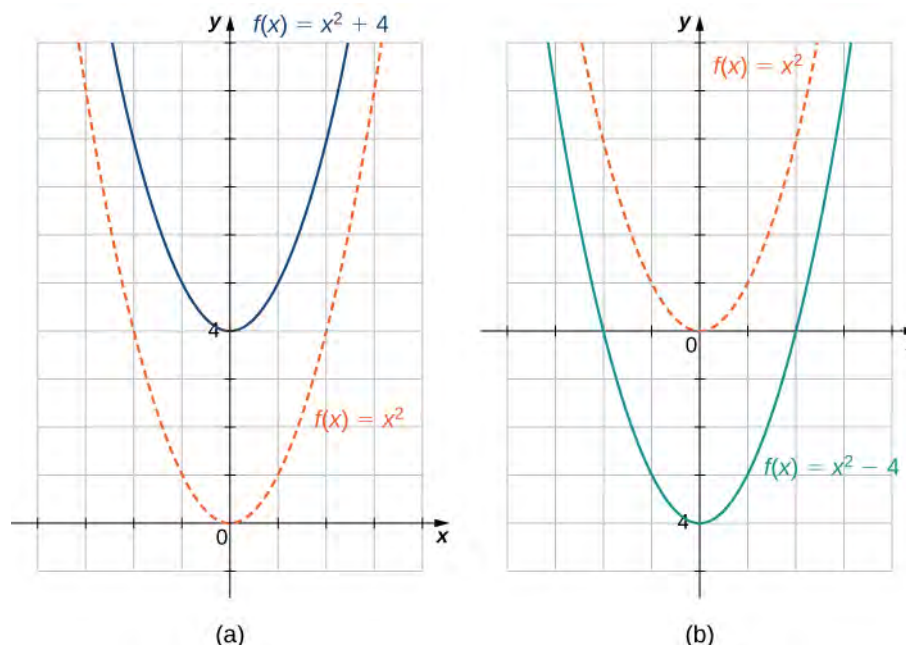 y
f(x) = x² + 4
4
f(x) = x²
0
x
(a)
y
f(x) = x²
0
f(x) = x² − 4
4
(b)